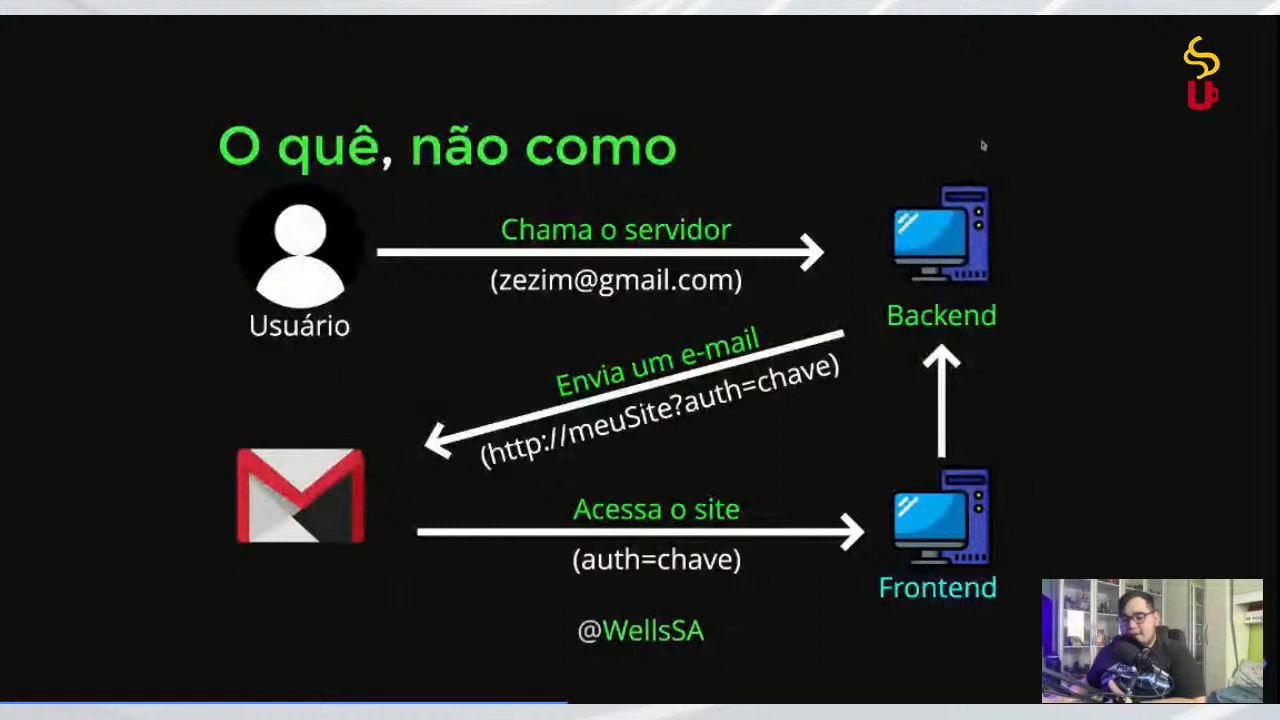 O quê, não como
Chama o servidor
(zezim@gmail.com)
Usuário
Backend
Envia um e-mail
(http://meuSite?auth=chave)
Acessa o site
(auth=chave)
Frontend
@WellsSA